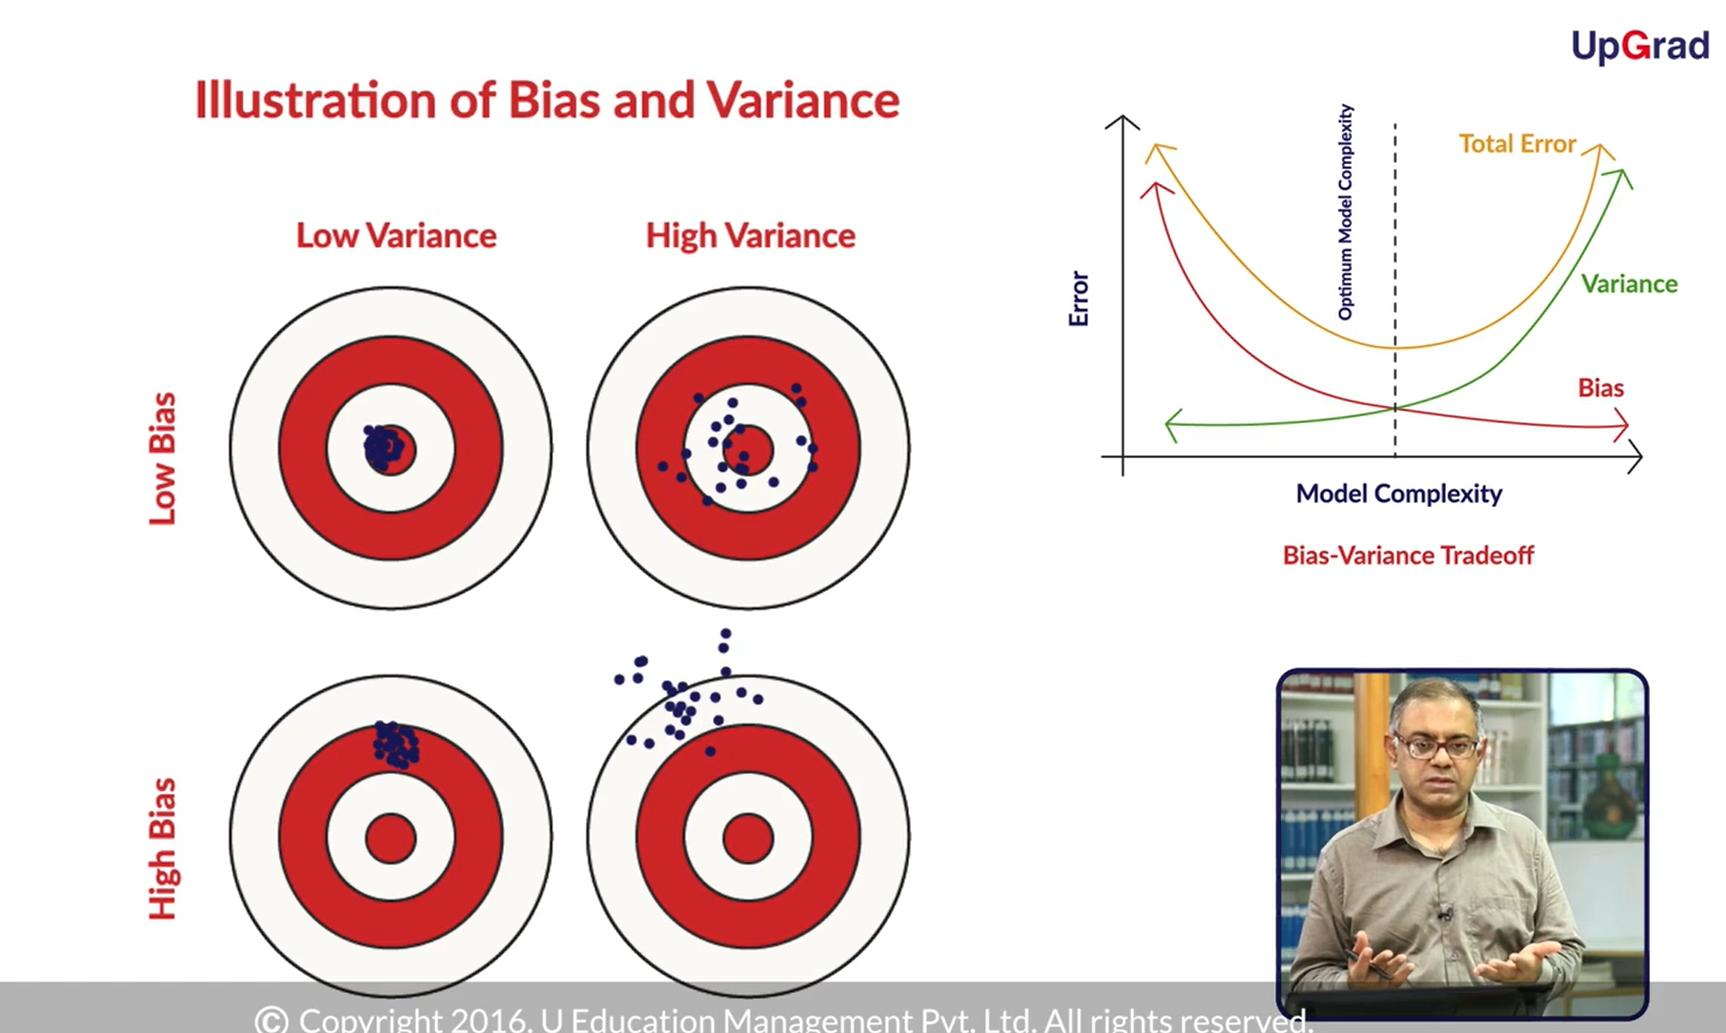 UpGrad
Illustration of Bias and Variance
Low Variance
High Variance
Low Bias
High Bias
Optimum Model Complexity
Total Error
Variance
Bias
Error
Model Complexity
Bias-Variance Tradeoff
© Copyright 2016. U Education Management Pvt. Ltd. All rights reserved.